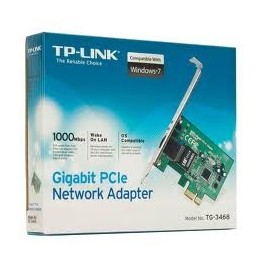 TP-LINK
The Reliable Choice
Compatible With
Windows 7
1000Mbps
Wake
On LAN
OS
Compatible
Gigabit PCIe
Network Adapter
Model No. TG-3468